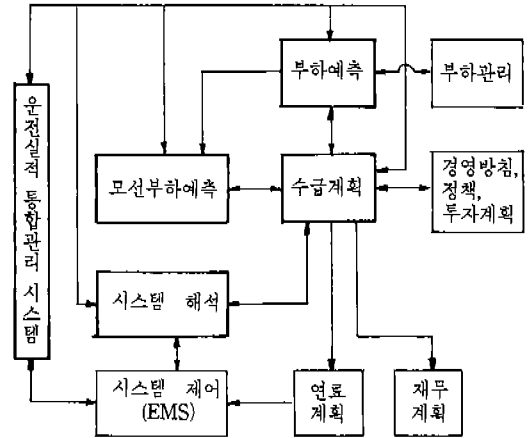 부하예측
부하관리
운전실적 통합관리 시스템
모선부하예측
수급계획
경영방침,
정책,
투자계획
시스템 해석
시스템 제어
(EMS)
연료
계획
재무
계획